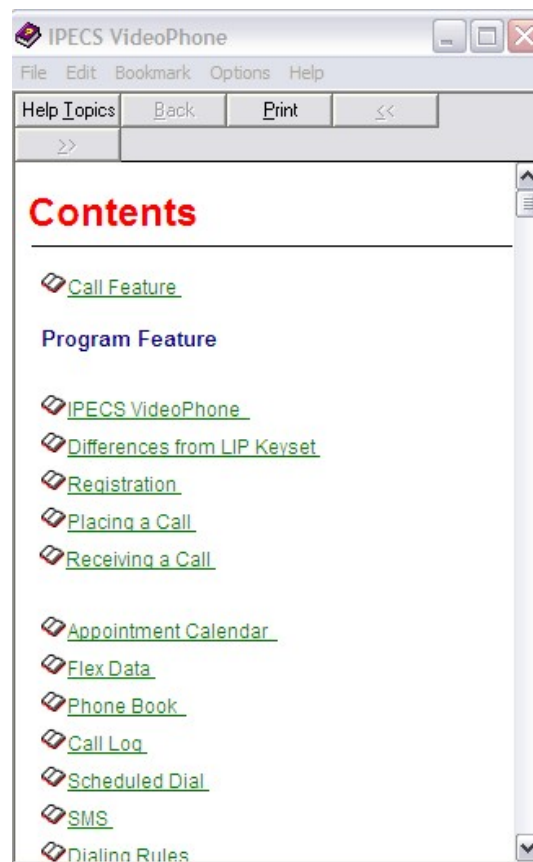 IPECS VideoPhone
File Edit Bookmark Options Help
Help Topics Back Print <<
>>
Contents
Call Feature
Program Feature
IPECS VideoPhone
Differences from LIP Keyset
Registration
Placing a Call
Receiving a Call
Appointment Calendar
Flex Data
Phone Book
Call Log
Scheduled Dial
SMS
Dialing Rules